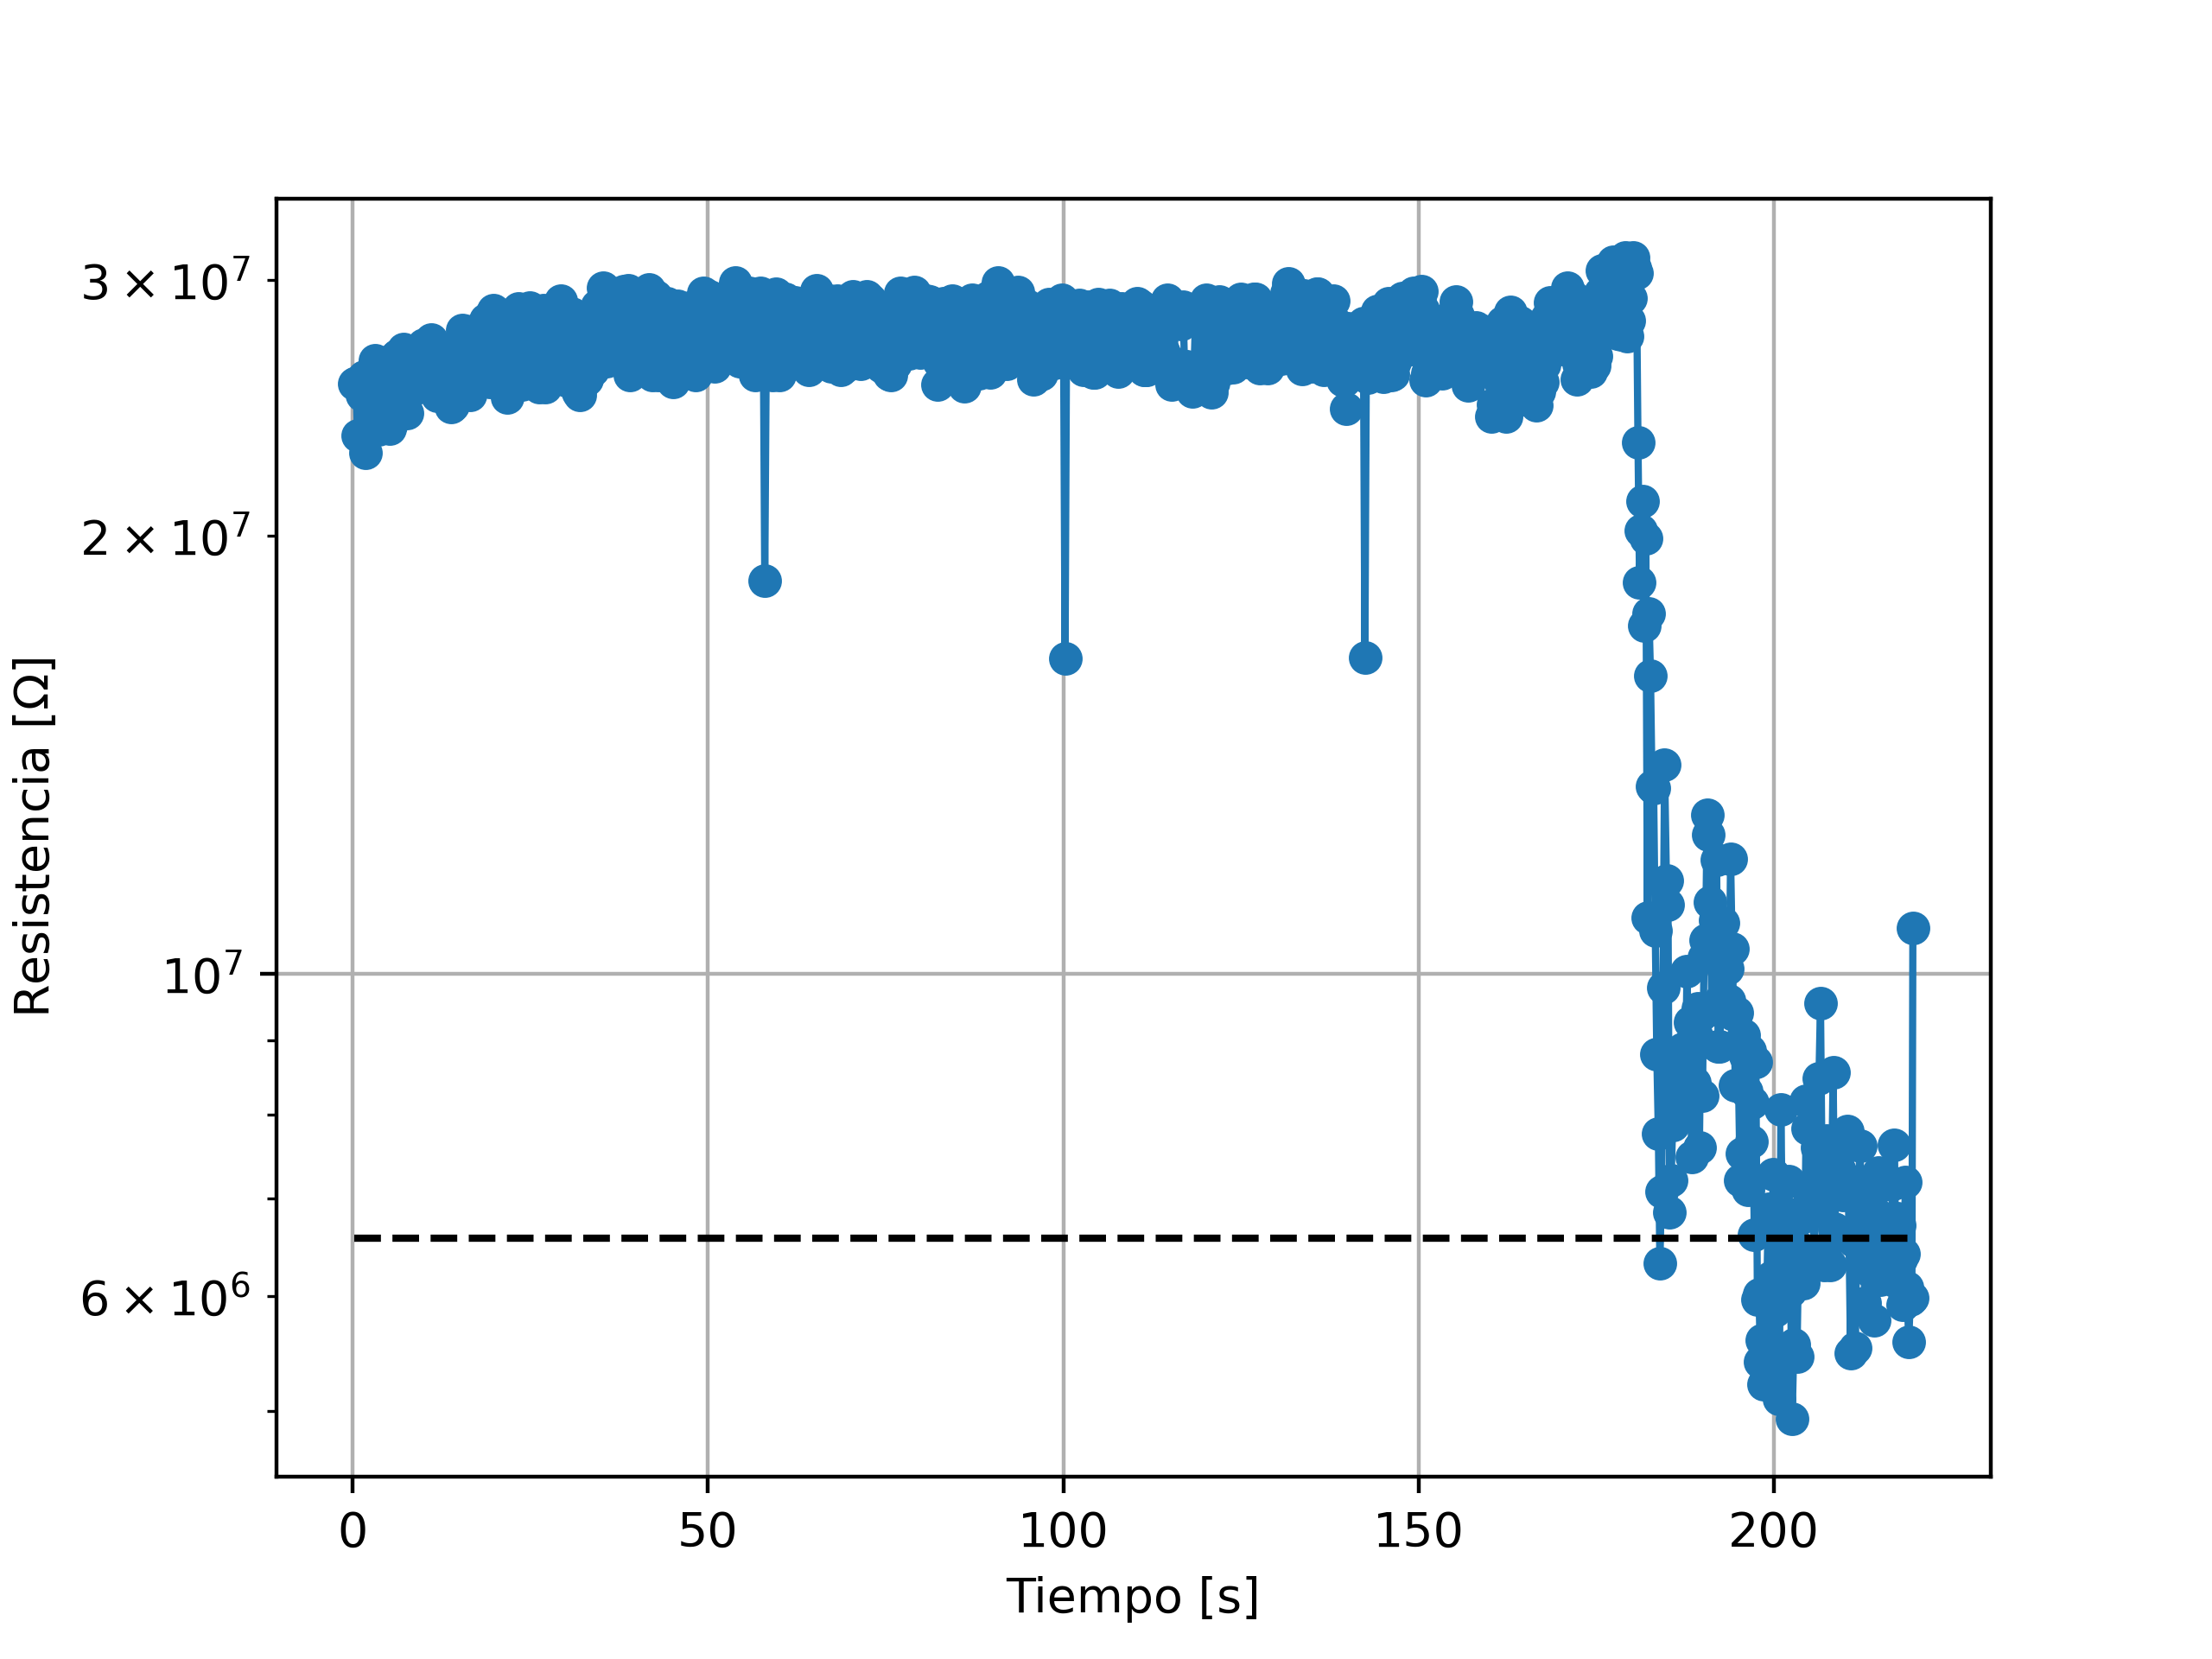 3 × 10⁷
2 × 10⁷
10⁷
6 × 10⁶
Resistencia [Ω]
0 50 100 150 200
Tiempo [s]